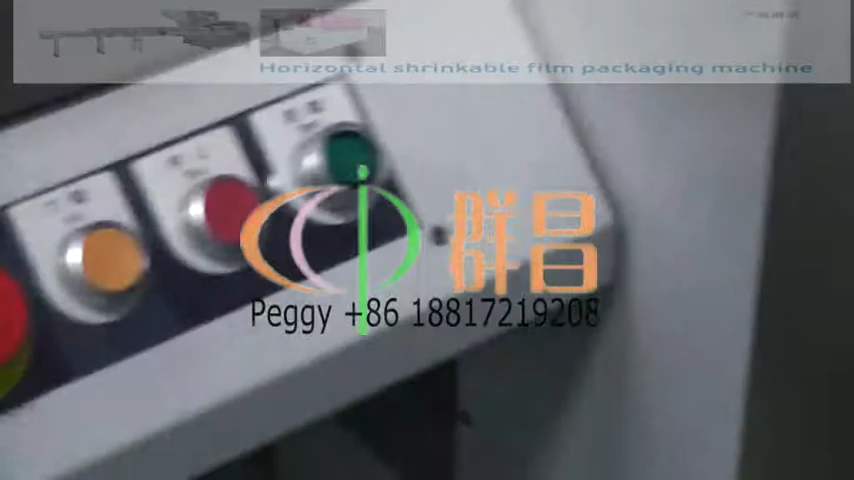 Horizontal shrinkable film packaging machine
群昌
Peggy +86 18817219208